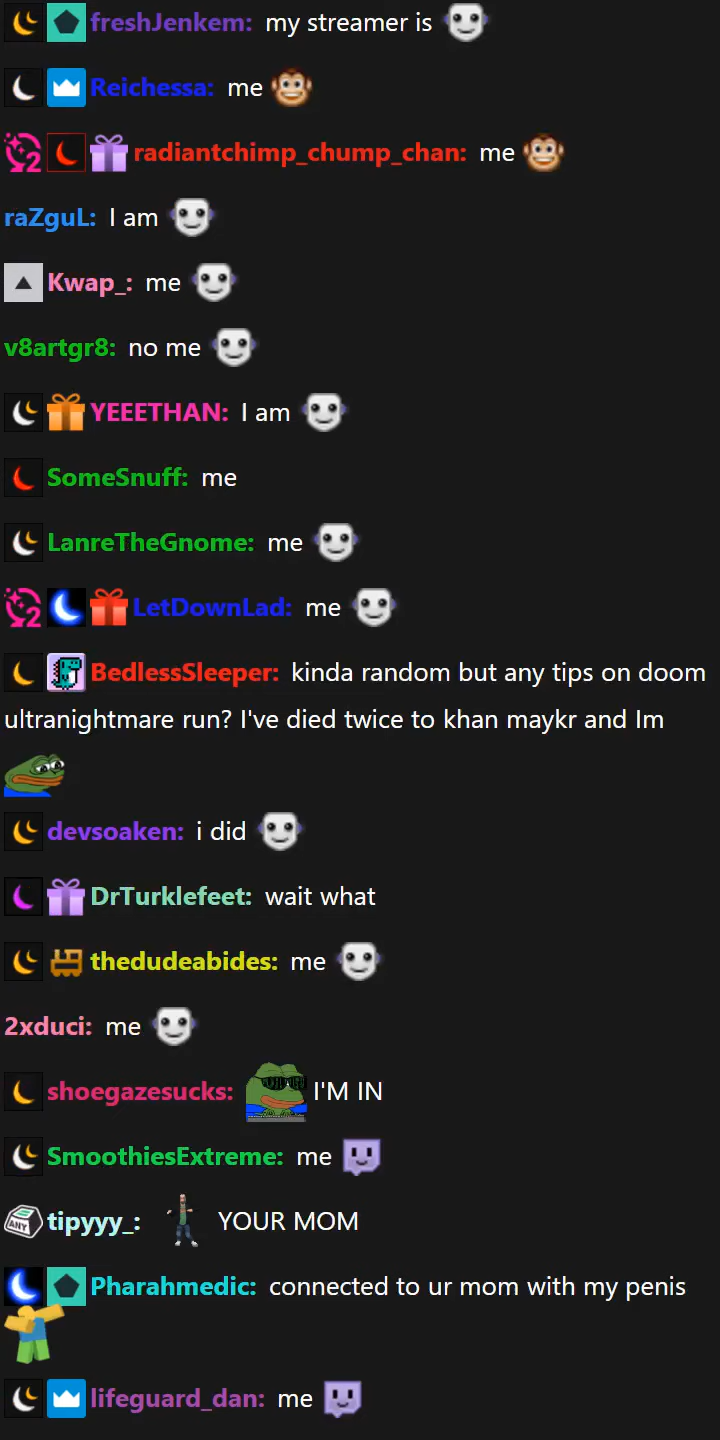 freshJenkem: my streamer is
Reichessa: me
2 radiantchimp_chump_chan: me
raZguL: I am
Kwap_: me
v8artgr8: no me
YEEETHAN: I am
SomeSnuff: me
LanreTheGnome: me
2 LetDownLad: me
BedlessSleeper: kinda random but any tips on doom
ultranightmare run? I've died twice to khan maykr and Im
devsoaken: i did
DrTurklefeet: wait what
thedudeabides: me
2xduci: me
shoegazesucks: I'M IN
SmoothiesExtreme: me
ANY tipyyy_: YOUR MOM
Pharahmedic: connected to ur mom with my penis
lifeguard_dan: me